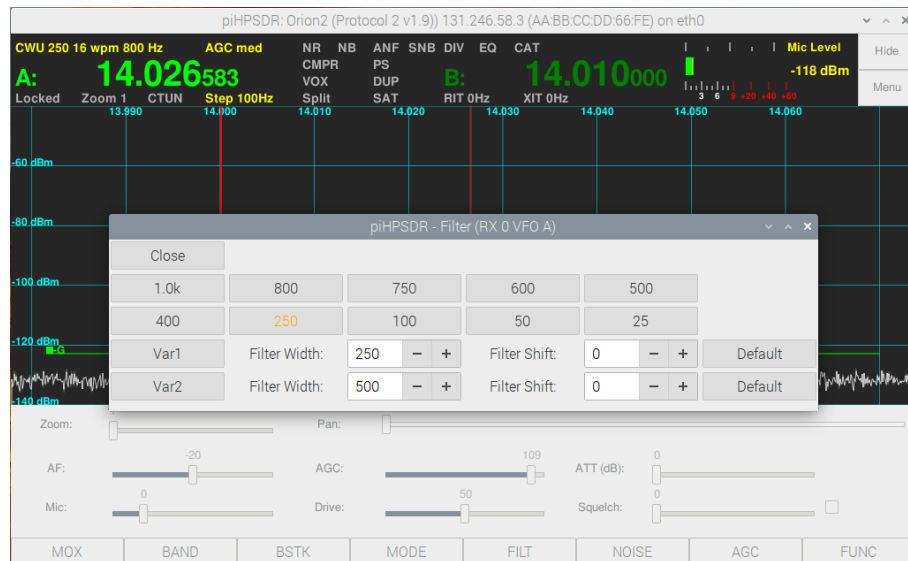 piHPSDR: Orion2 (Protocol 2 v1.9)) 131.246.58.3 (AA:BB:CC:DD:66:FE) on eth0
CWU 250 16 wpm 800 Hz AGC med NR NB ANF SNB DIV EQ CAT Mic Level Hide
CMPR PS
A: 14.026583 VOX DUP B: 14.010000 -118 dBm
Locked Zoom 1 CTUN Step 100Hz Split SAT RIT 0Hz XIT 0Hz 3 6 9 +20 +40 +60 Menu
13.990 14.000 14.010 14.020 14.030 14.040 14.050 14.060
-60 dBm
-80 dBm
piHPSDR - Filter (RX 0 VFO A)
Close
-100 dBm
1.0k 800 750 600 500
400 250 100 50 25
-120 dBm
-G
Var1 Filter Width: 250 − + Filter Shift: 0 − + Default
Var2 Filter Width: 500 − + Filter Shift: 0 − + Default
-140 dBm
Zoom: Pan:
AF: -20 AGC: 109 ATT (dB): 0
Mic: 0 Drive: 50 Squelch: 0
MOX BAND BSTK MODE FILT NOISE AGC FUNC